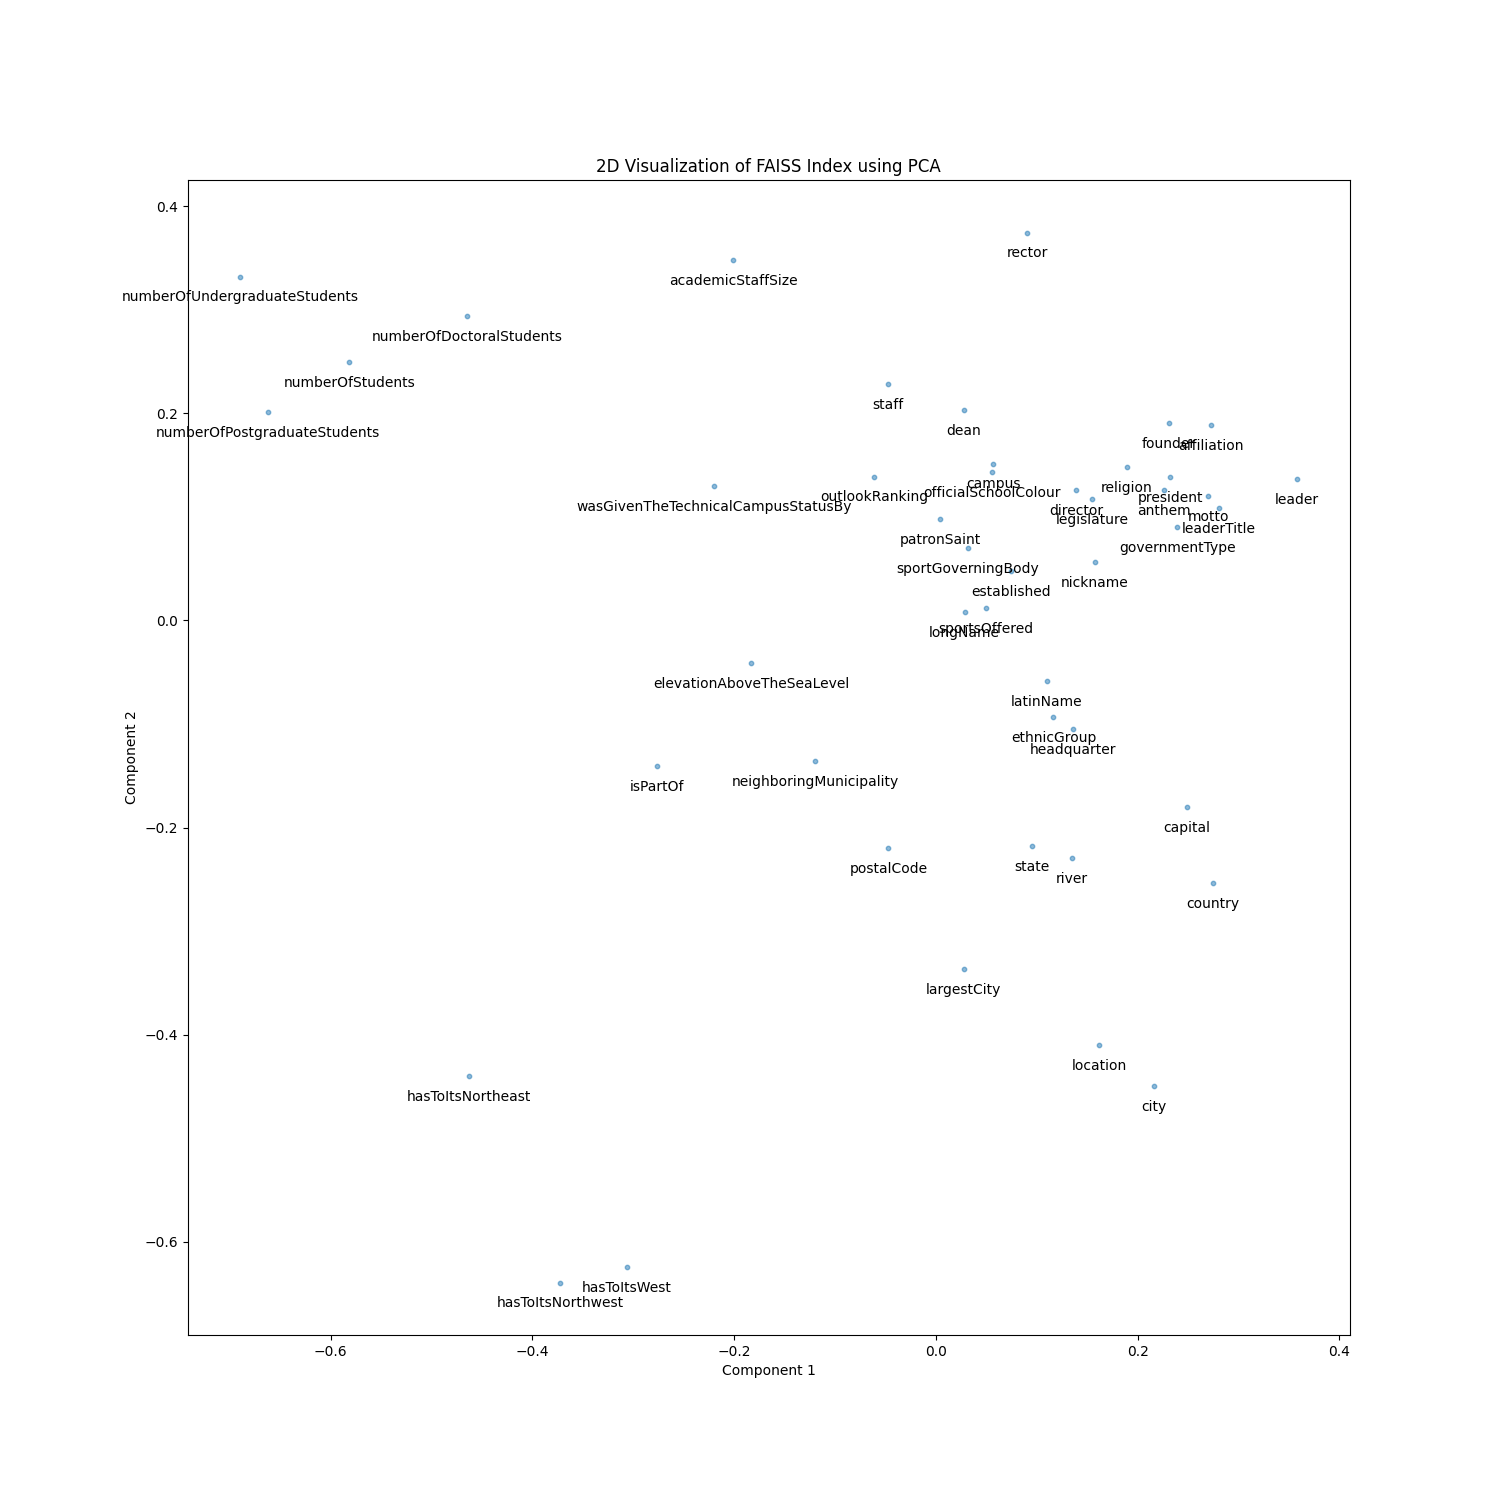 2D Visualization of FAISS Index using PCA
0.4
rector
academicStaffSize
numberOfUndergraduateStudents
numberOfDoctoralStudents
numberOfStudents
staff
0.2
dean
numberOfPostgraduateStudents
founder
affiliation
campus
religion
officialSchoolColour
outlookRanking
president
leader
wasGivenTheTechnicalCampusStatusBy
director
anthem
motto
legislature
leaderTitle
patronSaint
governmentType
sportGoverningBody
nickname
established
0.0
sportsOffered
longName
elevationAboveTheSeaLevel
latinName
ethnicGroup
headquarter
Component 2
isPartOf
neighboringMunicipality
−0.2
capital
postalCode
state
river
country
largestCity
−0.4
location
hasToItsNortheast
city
−0.6
hasToItsWest
hasToItsNorthwest
−0.6
−0.4
−0.2
0.0
0.2
0.4
Component 1